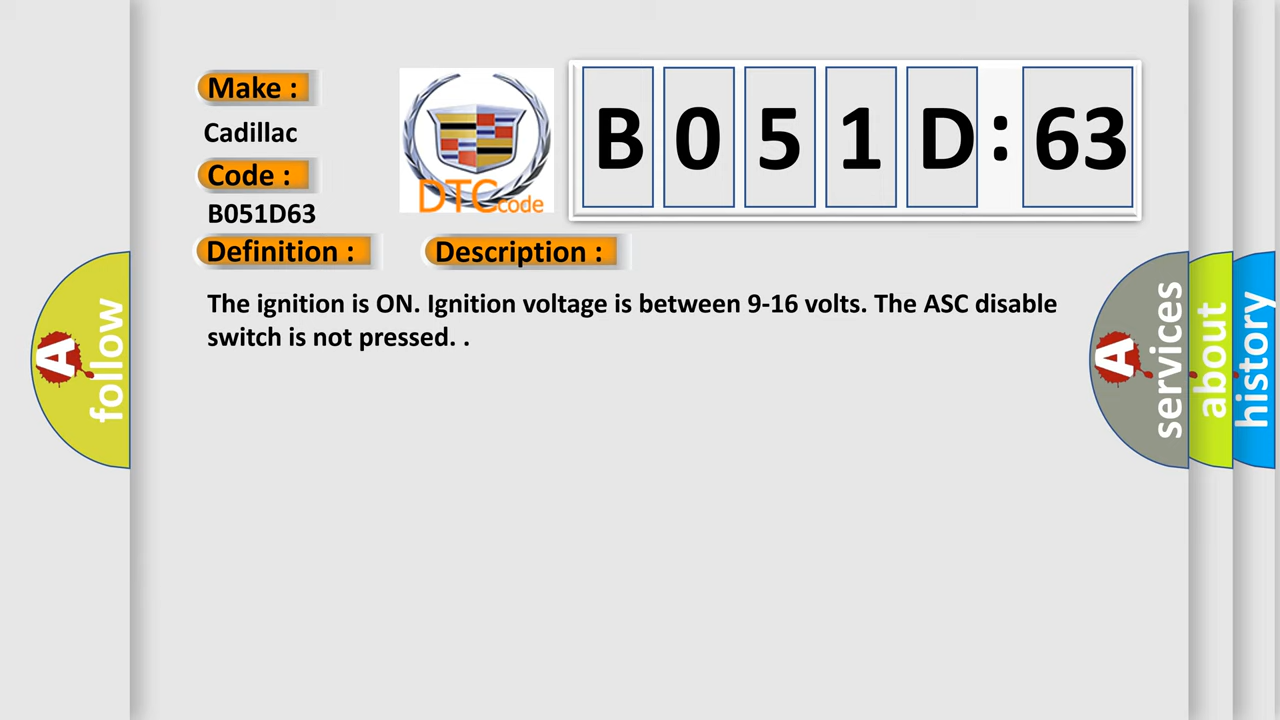 Make :
Cadillac
Code :
B051D63
Definition :
Description :
The ignition is ON. Ignition voltage is between 9-16 volts. The ASC disable
switch is not pressed. .
B 0 5 1 D : 63
DTC code
A follow
A services
about
history